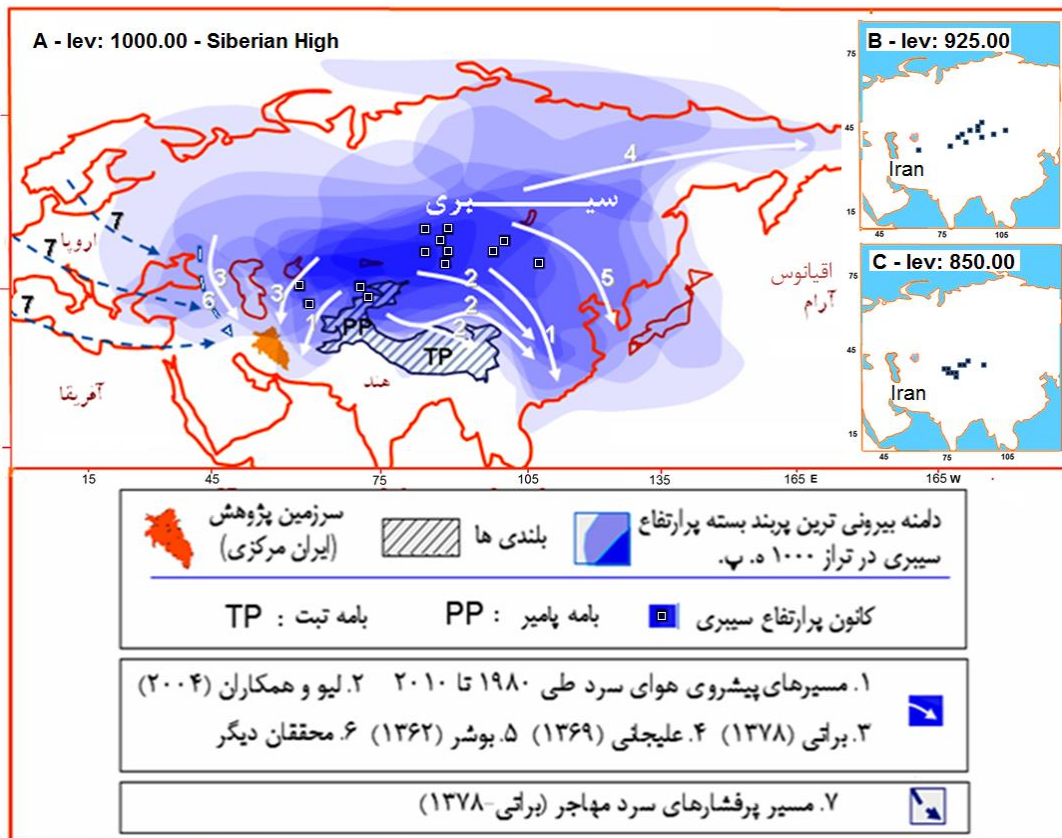 A - lev: 1000.00 - Siberian High
B - lev: 925.00
75
45
15
Iran
45 75 105
C - lev: 850.00
75
45
15
Iran
45 75 105
4
سیبری
7
اروپا
7
7
3
6
3
1
2
2
2
1
5
PP
TP
اقیانوس
آرام
هند
آفریقا
15 45 75 105 135 165 E 165 W
دامنه بیرونی ترین پربند بسته پرارتفاع
سیبری در تراز ۱۰۰۰ ه. پ.
بلندی ها
سرزمین پژوهش
(ایران مرکزی)
کانون پرارتفاع سیبری
PP : بامه پامیر
TP : بامه تبت
۱. مسیرهای پیشروی هوای سرد طی ۱۹۸۰ تا ۲۰۱۰ ۲. لیو و همکاران (۲۰۰۴)
۳. براتی (۱۳۷۸) ۴. علیجانی (۱۳۶۹) ۵. بوشر (۱۳۶۲) ۶. محققان دیگر
۷. مسیر پرفشارهای سرد مهاجر (براتی-۱۳۷۸)